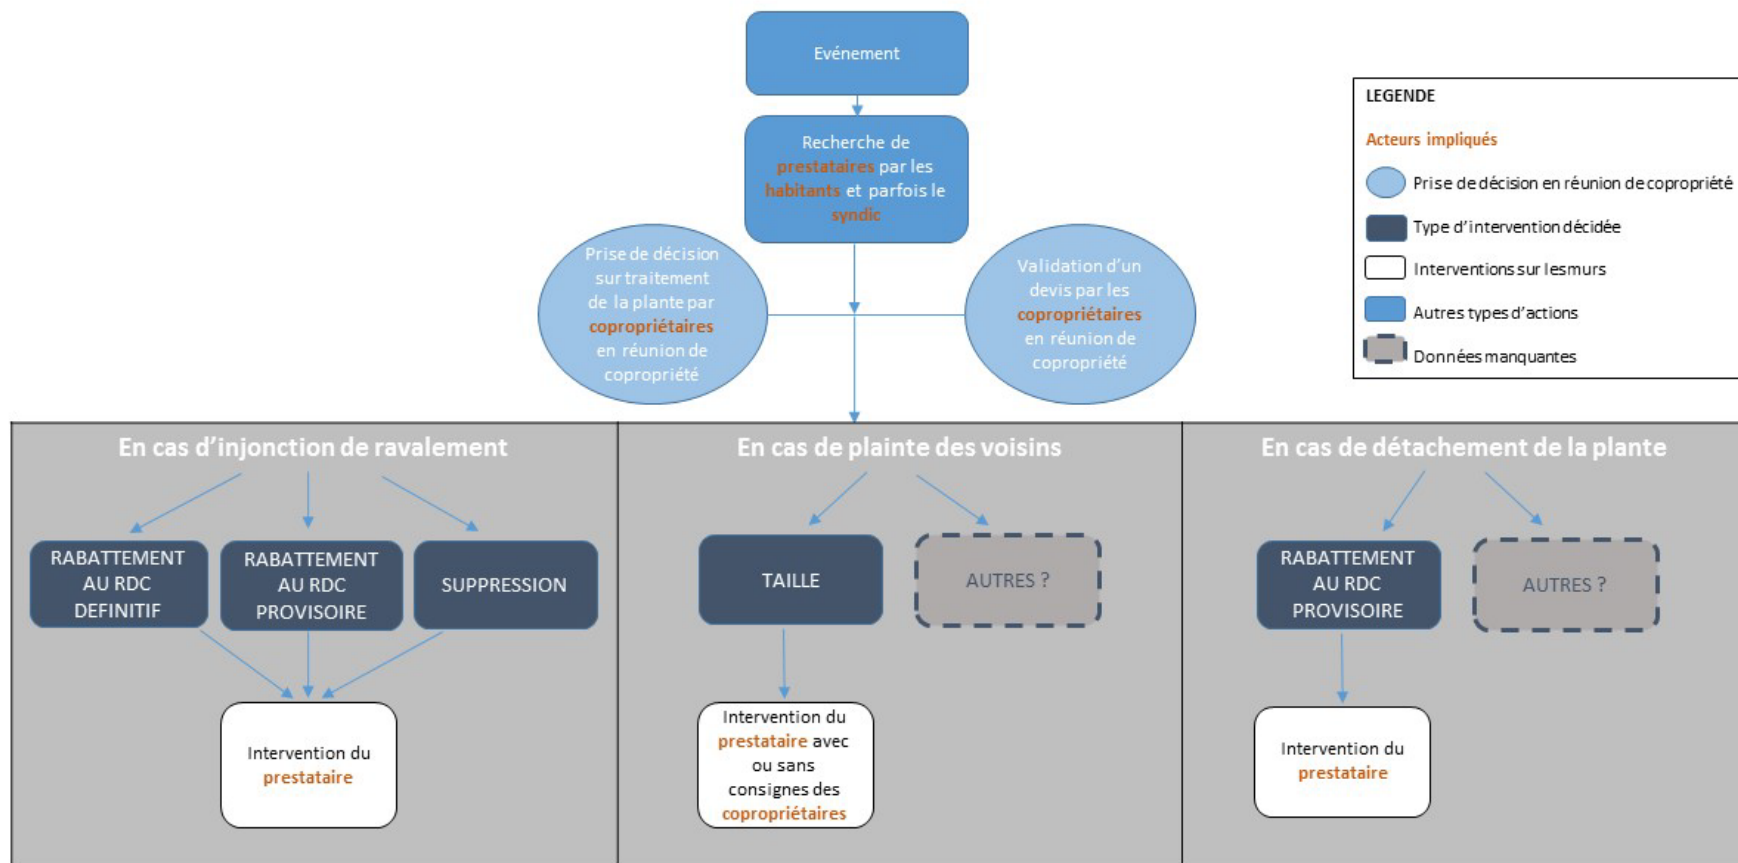 Evénement
Recherche de
prestataires par les
habitants et parfois le
syndic
Prise de décision
sur traitement
de la plante par
copropriétaires
en réunion de
copropriété
Validation d'un
devis par les
copropriétaires
en réunion de
copropriété
LEGENDE
Acteurs impliqués
Prise de décision en réunion de copropriété
Type d'intervention décidée
Interventions sur lesmurs
Autres types d'actions
Données manquantes
En cas d'injonction de ravalement
RABATTEMENT
AU RDC
DEFINITIF
RABATTEMENT
AU RDC
PROVISOIRE
SUPPRESSION
Intervention du
prestataire
En cas de plainte des voisins
TAILLE
AUTRES ?
Intervention du
prestataire avec
ou sans
consignes des
copropriétaires
En cas de détachement de la plante
RABATTEMENT
AU RDC
PROVISOIRE
AUTRES ?
Intervention du
prestataire